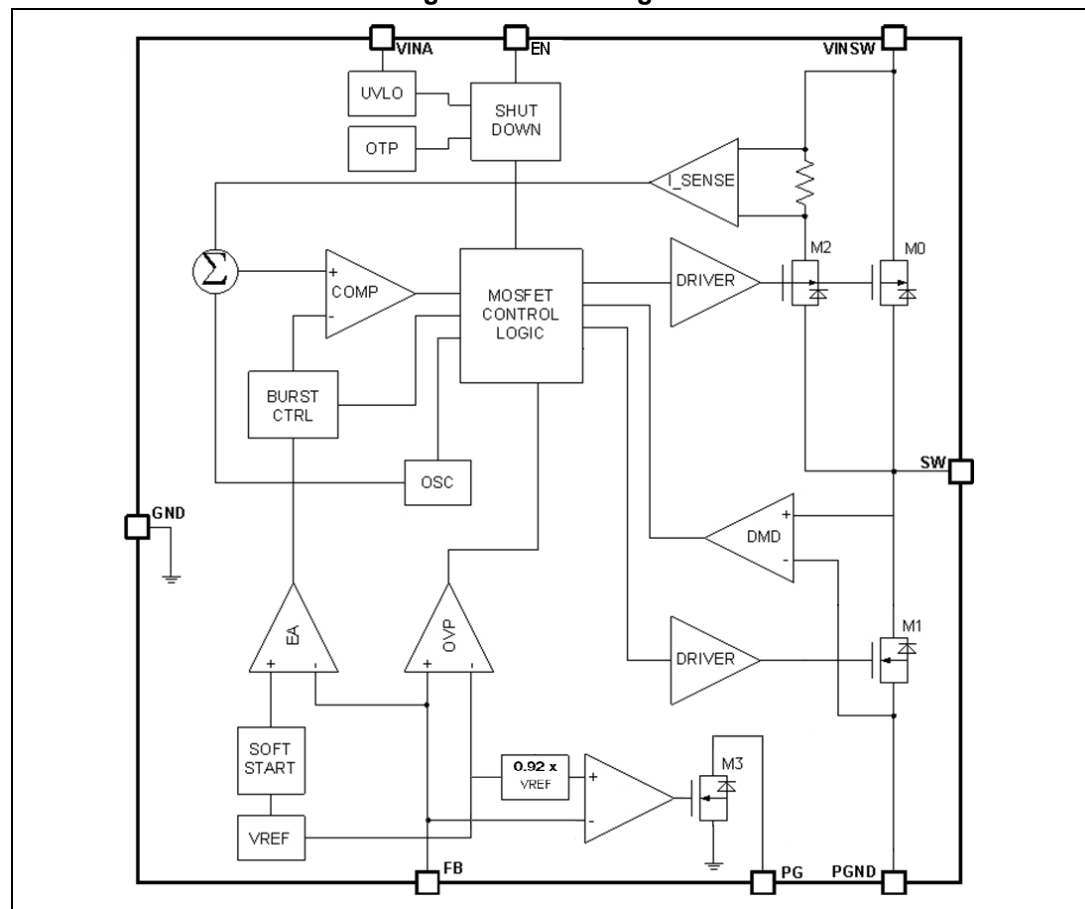 VINA
EN
VINSW
UVLO
SHUT
DOWN
OTP
I_SENSE
M2
M0
Σ
+
COMP
-
MOSFET
CONTROL
LOGIC
DRIVER
BURST
CTRL
OSC
SW
GND
+
DMD
-
EA
+ -
OVP
+ -
M1
DRIVER
SOFT
START
0.92 x
VREF
+
-
M3
VREF
FB
PG
PGND